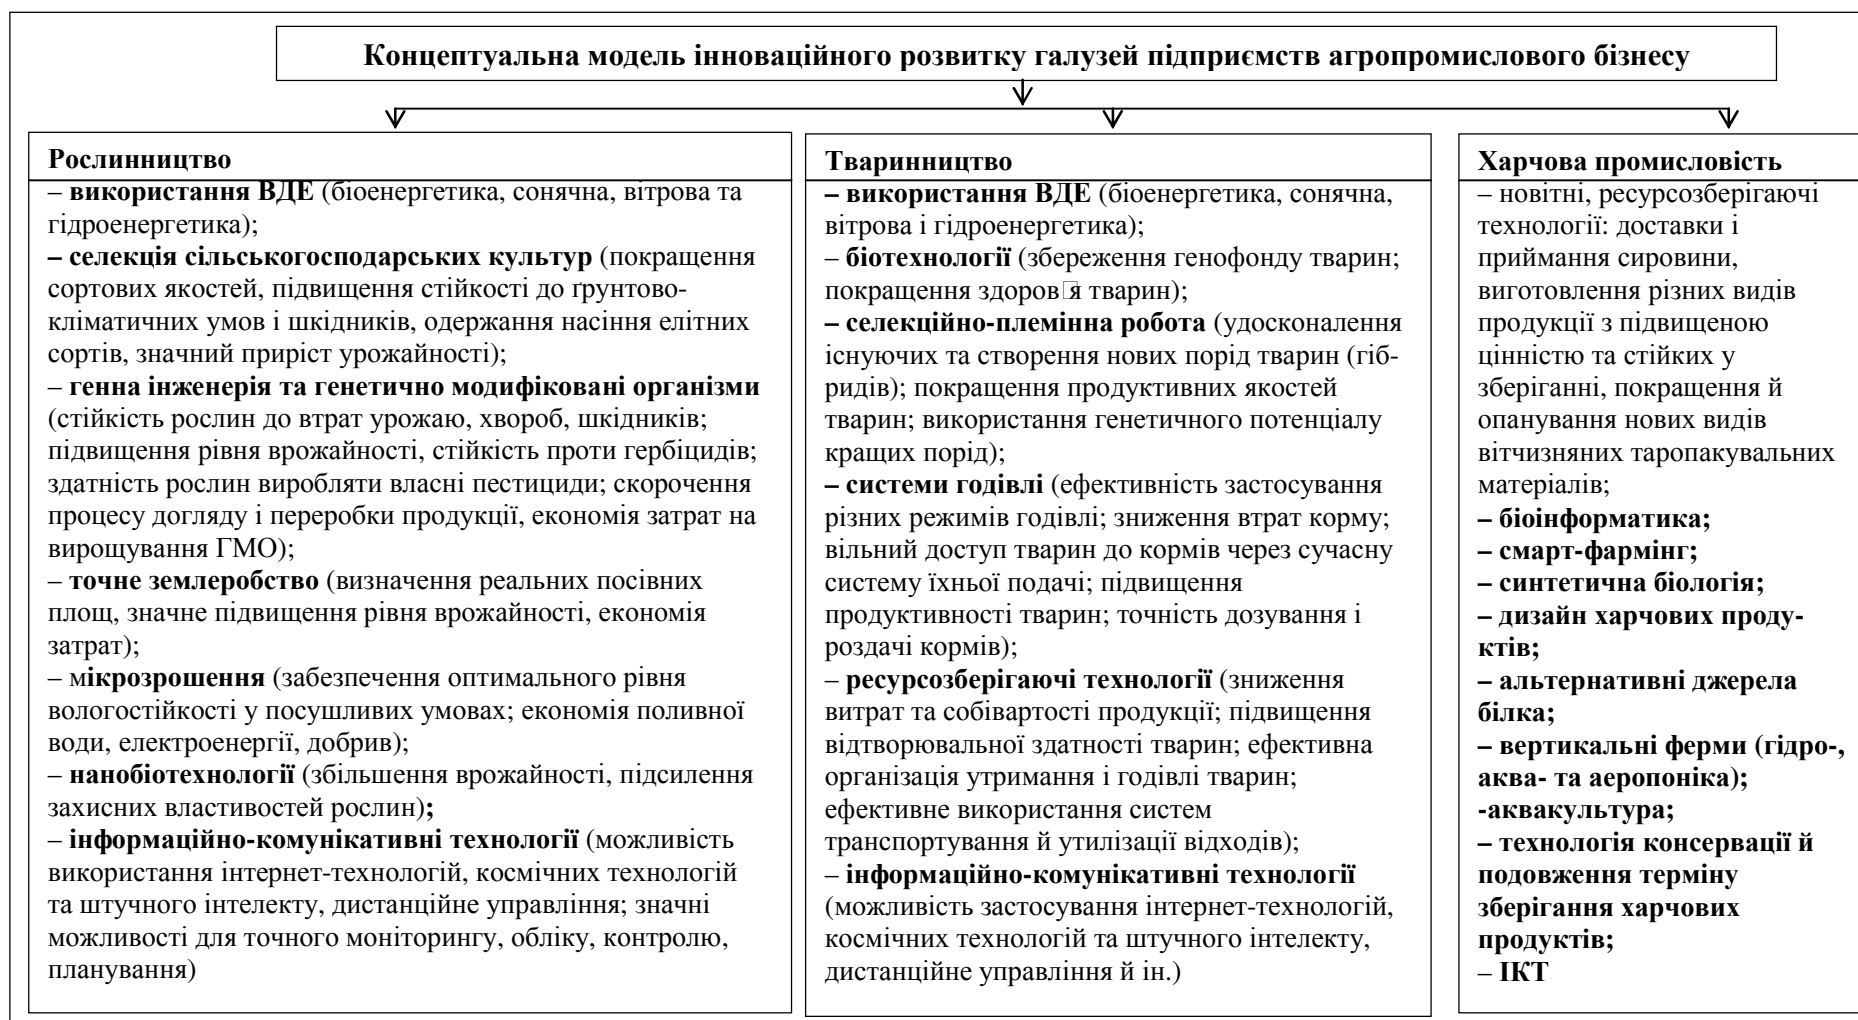 Концептуальна модель інноваційного розвитку галузей підприємств агропромислового бізнесу
Рослинництво
– використання ВДЕ (біоенергетика, сонячна, вітрова та
гідроенергетика);
– селекція сільськогосподарських культур (покращення
сортових якостей, підвищення стійкості до ґрунтово-
кліматичних умов і шкідників, одержання насіння елітних
сортів, значний приріст урожайності);
– генна інженерія та генетично модифіковані організми
(стійкість рослин до втрат урожаю, хвороб, шкідників;
підвищення рівня врожайності, стійкість проти гербіцидів;
здатність рослин виробляти власні пестициди; скорочення
процесу догляду і переробки продукції, економія затрат на
вирощування ГМО);
– точне землеробство (визначення реальних посівних
площ, значне підвищення рівня врожайності, економія
затрат);
– мікрозрошення (забезпечення оптимального рівня
вологостійкості у посушливих умовах; економія поливної
води, електроенергії, добрив);
– нанобіотехнології (збільшення врожайності, підсилення
захисних властивостей рослин);
– інформаційно-комунікативні технології (можливість
використання інтернет-технологій, космічних технологій
та штучного інтелекту, дистанційне управління; значні
можливості для точного моніторингу, обліку, контролю,
планування)
Тваринництво
– використання ВДЕ (біоенергетика, сонячна,
вітрова і гідроенергетика);
– біотехнології (збереження генофонду тварин;
покращення здоров�я тварин);
– селекційно-племінна робота (удосконалення
існуючих та створення нових порід тварин (гіб-
ридів); покращення продуктивних якостей
тварин; використання генетичного потенціалу
кращих порід);
– системи годівлі (ефективність застосування
різних режимів годівлі; зниження втрат корму;
вільний доступ тварин до кормів через сучасну
систему їхньої подачі; підвищення
продуктивності тварин; точність дозування і
роздачі кормів);
– ресурсозберігаючі технології (зниження
витрат та собівартості продукції; підвищення
відтворювальної здатності тварин; ефективна
організація утримання і годівлі тварин;
ефективне використання систем
транспортування й утилізації відходів);
– інформаційно-комунікативні технології
(можливість застосування інтернет-технологій,
космічних технологій та штучного інтелекту,
дистанційне управління й ін.)
Харчова промисловість
– новітні, ресурсозберігаючі
технології: доставки і
приймання сировини,
виготовлення різних видів
продукції з підвищеною
цінністю та стійких у
зберіганні, покращення й
опанування нових видів
вітчизняних таропакувальних
матеріалів;
– біоінформатика;
– смарт-фармінг;
– синтетична біологія;
– дизайн харчових проду-
ктів;
– альтернативні джерела
білка;
– вертикальні ферми (гідро-,
аква- та аеропоніка);
-аквакультура;
– технологія консервації й
подовження терміну
зберігання харчових
продуктів;
– ІКТ